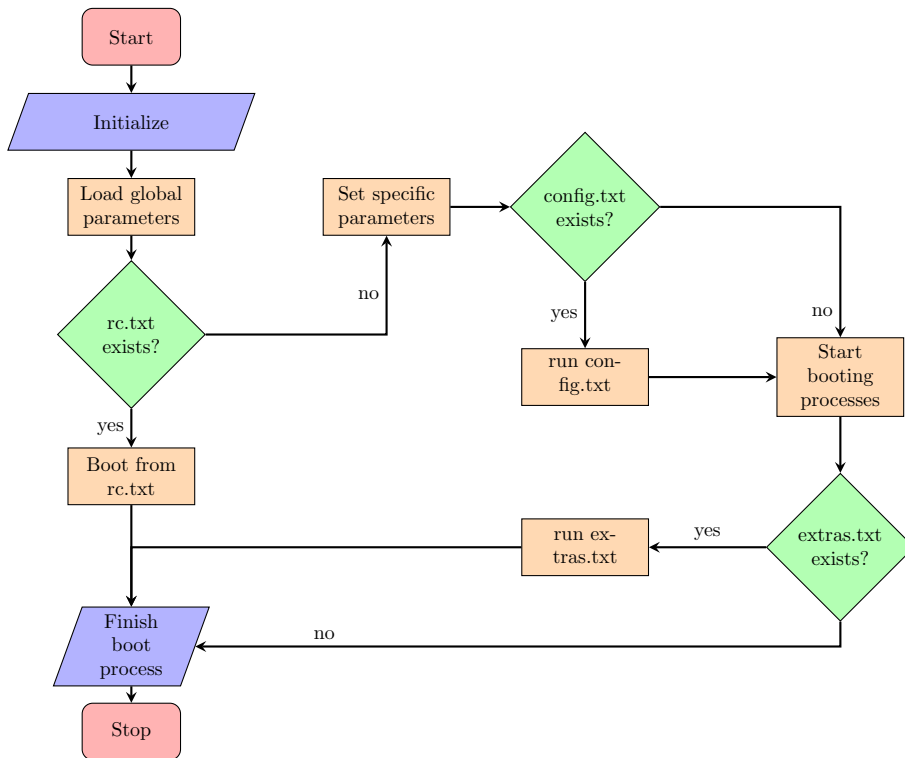 Start
Initialize
Load global
parameters
Set specific
parameters
config.txt
exists?
no
rc.txt
exists?
yes
no
run con-
fig.txt
Start
booting
processes
yes
Boot from
rc.txt
run ex-
tras.txt
yes
extras.txt
exists?
Finish
boot
process
no
Stop